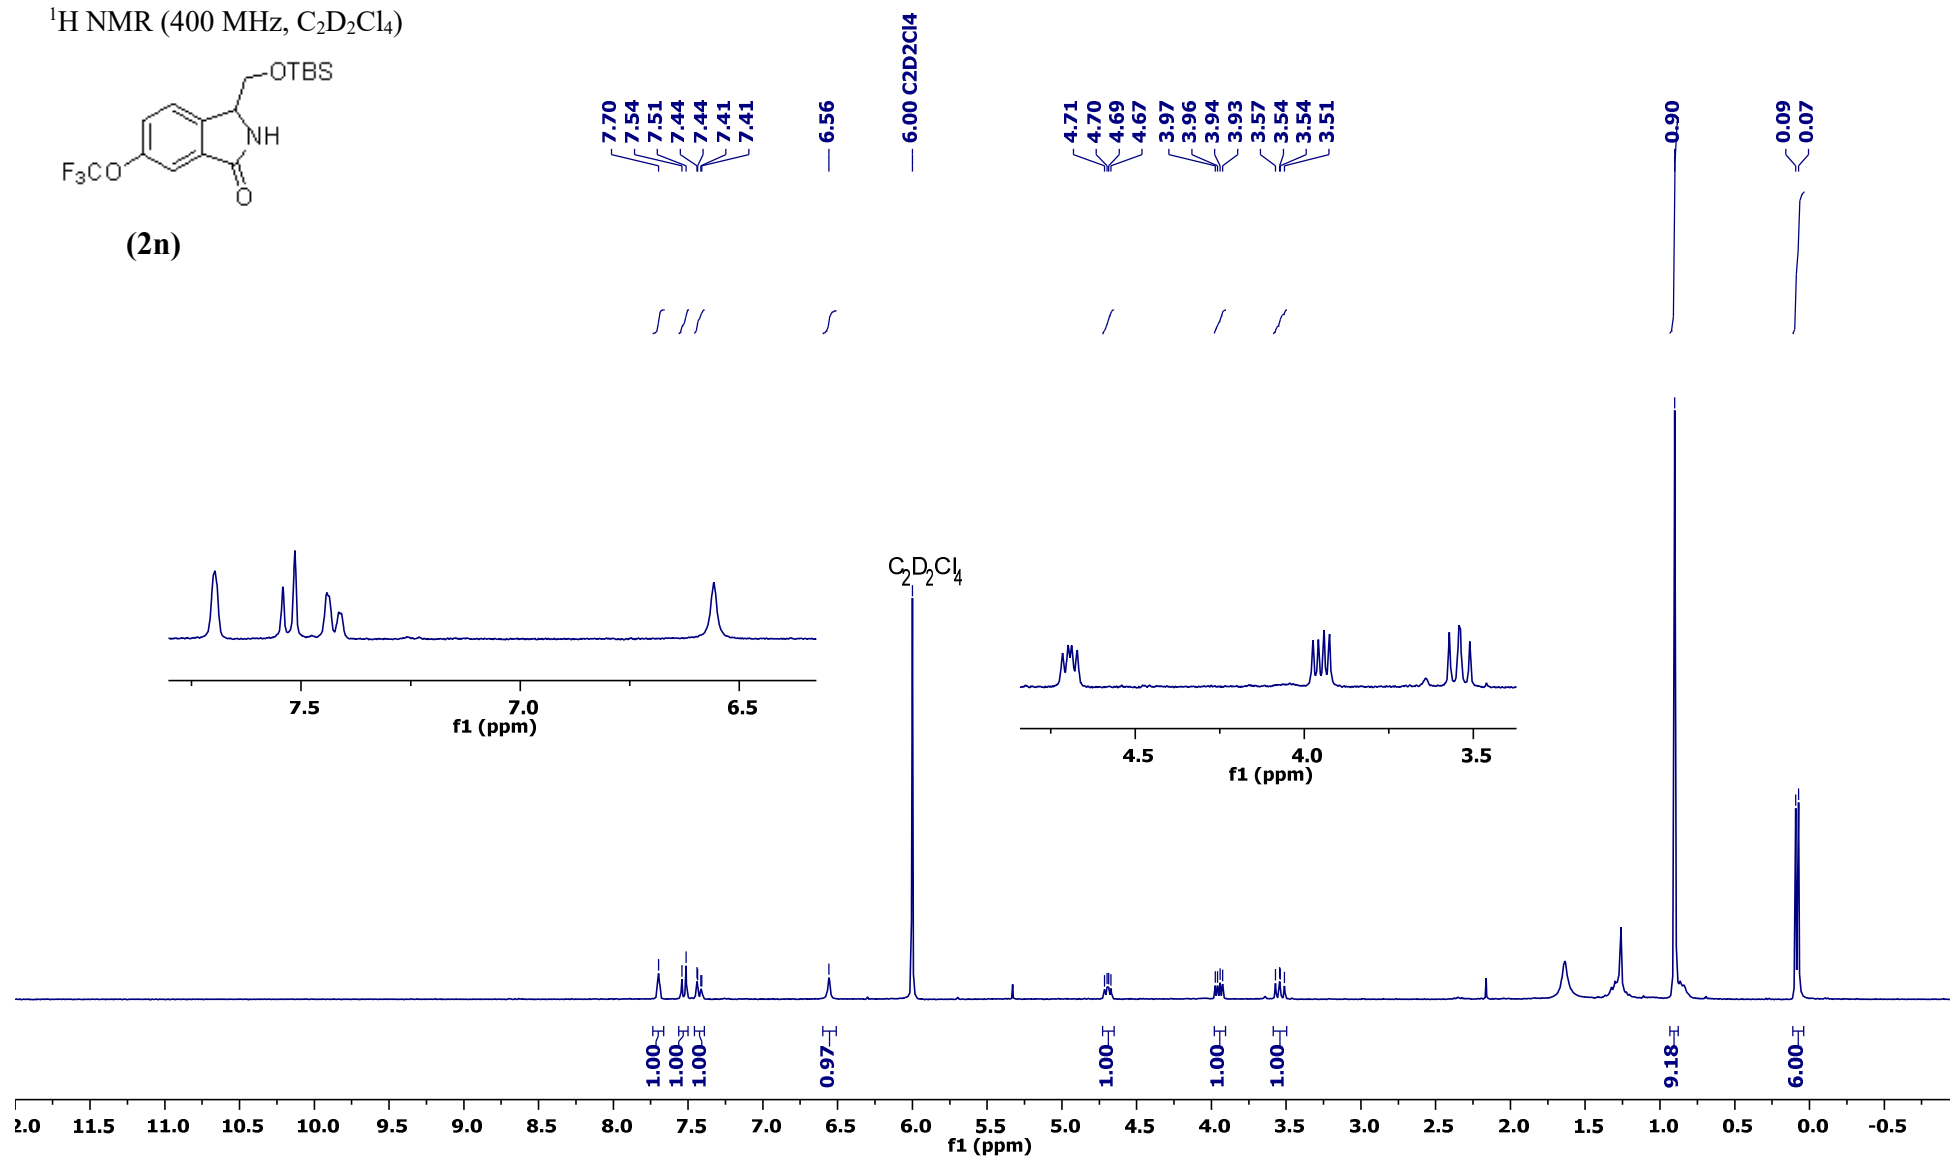 ¹H NMR (400 MHz, C₂D₂Cl₄)
OTBS
NH
F₃CO
O
(2n)
7.70
7.54
7.51
7.44
7.44
7.41
7.41
6.56
6.00 C2D2Cl4
4.71
4.70
4.69
4.67
3.97
3.96
3.94
3.93
3.57
3.54
3.54
3.51
0.90
0.09
0.07
7.5 7.0 6.5
f1 (ppm)
C₂D₂Cl₄
4.5 4.0 3.5
f1 (ppm)
1.00
1.00
1.00
0.97
1.00
1.00
1.00
9.18
6.00
2.0 11.5 11.0 10.5 10.0 9.5 9.0 8.5 8.0 7.5 7.0 6.5 6.0 5.5 5.0 4.5 4.0 3.5 3.0 2.5 2.0 1.5 1.0 0.5 0.0 -0.5
f1 (ppm)